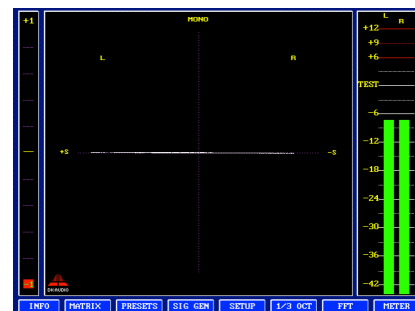 +1
MONO
L
R
L
R
+12
+9
+6
TEST
-6
-12
-18
-24
-30
-36
-42
+S
-S
-1
DK-AUDIO
INFO
MATRIX
PRESETS
SIG GEN
SETUP
1/3 OCT
FFT
METER